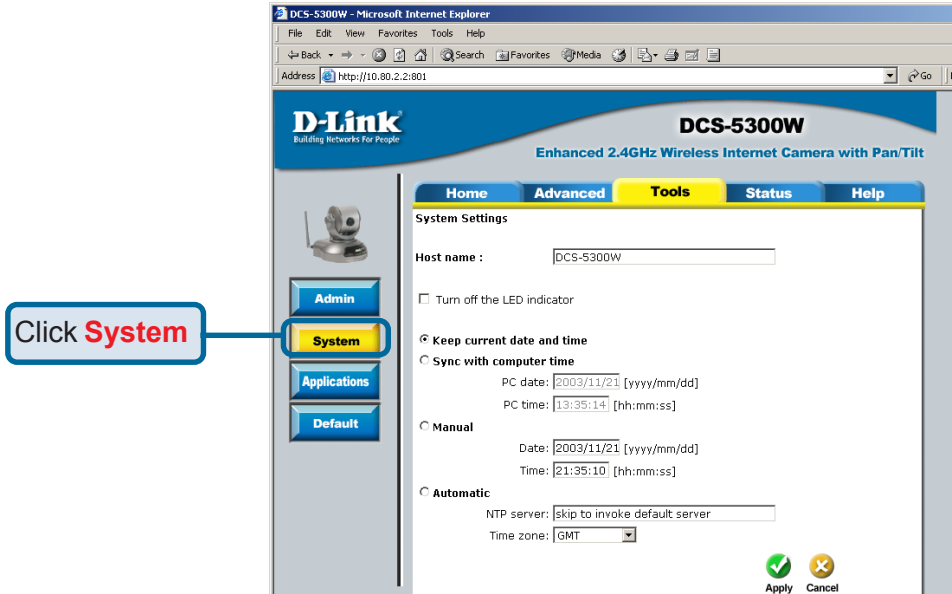 DCS-5300W - Microsoft Internet Explorer
File Edit View Favorites Tools Help
Back Search Favorites Media
Address http://10.80.2.2:801 Go
D-Link
Building Networks for People
DCS-5300W
Enhanced 2.4GHz Wireless Internet Camera with Pan/Tilt
Home Advanced Tools Status Help
System Settings
Host name : DCS-5300W
Admin
Turn off the LED indicator
Click System
System
Keep current date and time
Sync with computer time
Applications
PC date: 2003/11/21 [yyyy/mm/dd]
PC time: 13:35:14 [hh:mm:ss]
Default
Manual
Date: 2003/11/21 [yyyy/mm/dd]
Time: 21:35:10 [hh:mm:ss]
Automatic
NTP server: skip to invoke default server
Time zone: GMT
Apply Cancel